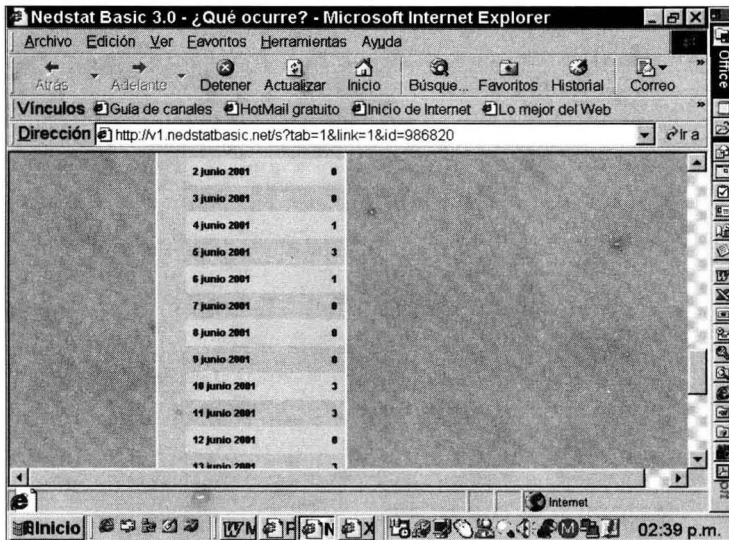 Nedstat Basic 3.0 - ¿Qué ocurre? - Microsoft Internet Explorer
Archivo Edición Ver Favoritos Herramientas Ayuda
Atrás Adelante Detener Actualizar Inicio Búsque... Favoritos Historial Correo »
Vínculos Guía de canales HotMail gratuito Inicio de Internet Lo mejor del Web »
Dirección http://v1.nedstatbasic.net/s?tab=1&link=1&id=986820 Ir a
Office
2 junio 2001 0
3 junio 2001 0
4 junio 2001 1
5 junio 2001 3
6 junio 2001 1
7 junio 2001 0
8 junio 2001 0
9 junio 2001 0
10 junio 2001 3
11 junio 2001 3
12 junio 2001 0
13 junio 2001 3
Internet
Inicio 02:39 p.m.